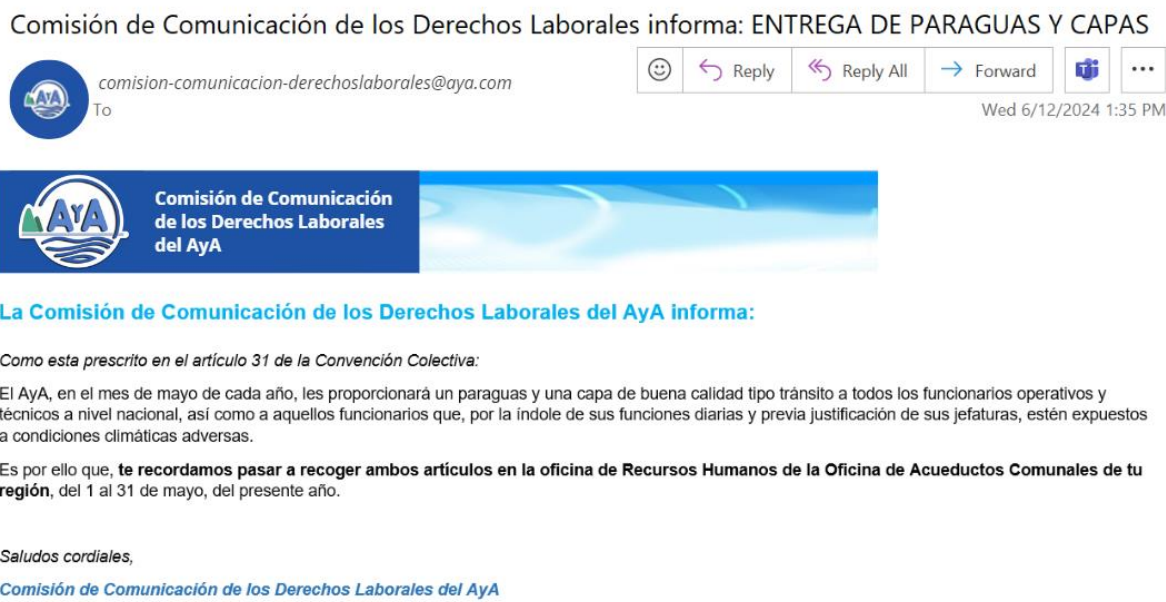 Comisión de Comunicación de los Derechos Laborales informa: ENTREGA DE PARAGUAS Y CAPAS
comision-comunicacion-derechoslaborales@aya.com
Reply
Reply All
Forward
To
Wed 6/12/2024 1:35 PM
AYA
AYA
Comisión de Comunicación
de los Derechos Laborales
del AyA
La Comisión de Comunicación de los Derechos Laborales del AyA informa:
Como esta prescrito en el artículo 31 de la Convención Colectiva:
El AyA, en el mes de mayo de cada año, les proporcionará un paraguas y una capa de buena calidad tipo tránsito a todos los funcionarios operativos y
técnicos a nivel nacional, así como a aquellos funcionarios que, por la índole de sus funciones diarias y previa justificación de sus jefaturas, estén expuestos
a condiciones climáticas adversas.
Es por ello que, te recordamos pasar a recoger ambos artículos en la oficina de Recursos Humanos de la Oficina de Acueductos Comunales de tu
región, del 1 al 31 de mayo, del presente año.
Saludos cordiales,
Comisión de Comunicación de los Derechos Laborales del AyA